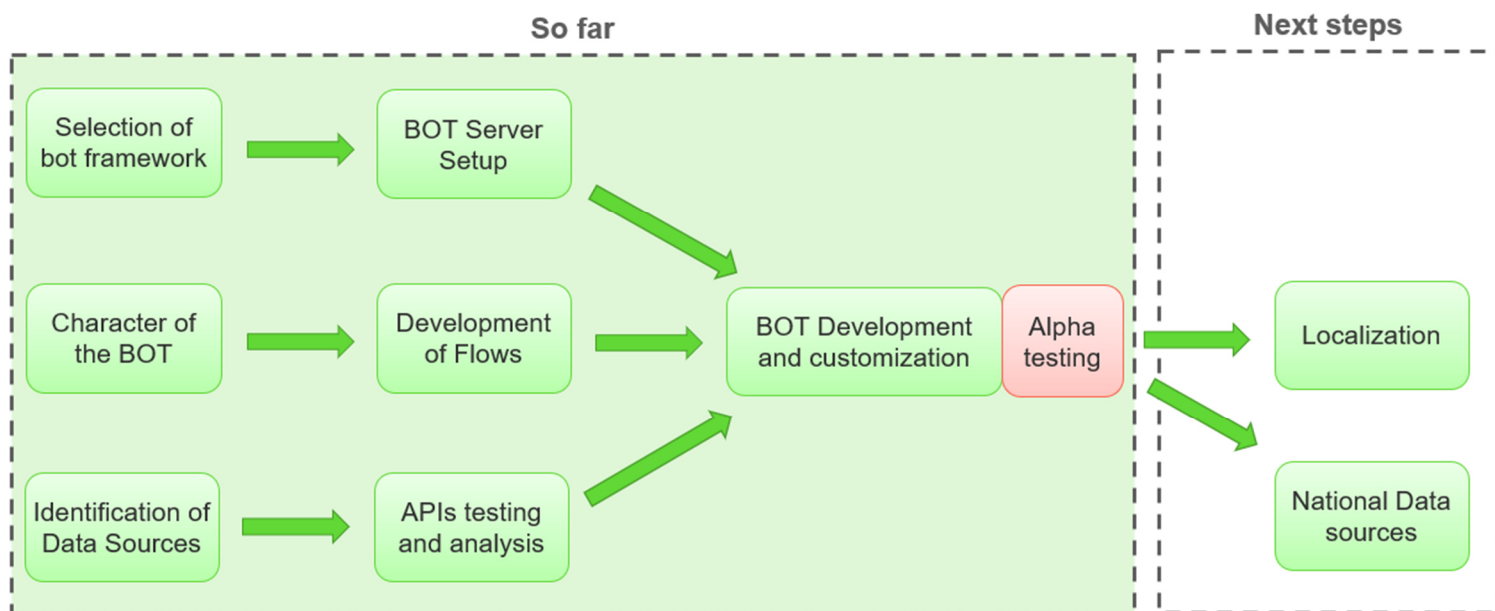 So far
Next steps
Selection of
bot framework
BOT Server
Setup
Character of
the BOT
Development
of Flows
BOT Development
and customization
Alpha
testing
Localization
Identification of
Data Sources
APIs testing
and analysis
National Data
sources